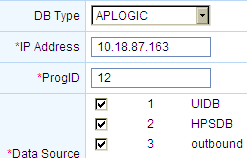 DB Type APLOGIC
*IP Address 10.18.87.163
*ProgID 12
1 UIDB
2 HPSDB
3 outbound
*Data Source